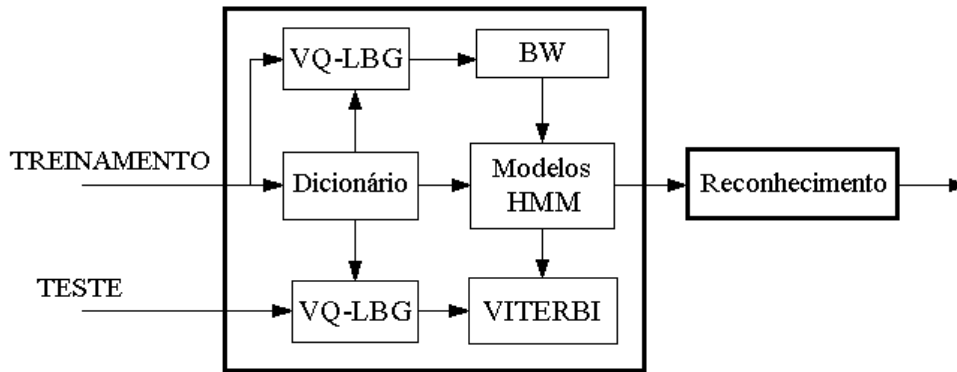 VQ-LBG
BW
TREINAMENTO
Dicionário
Modelos
HMM
Reconhecimento
TESTE
VQ-LBG
VITERBI